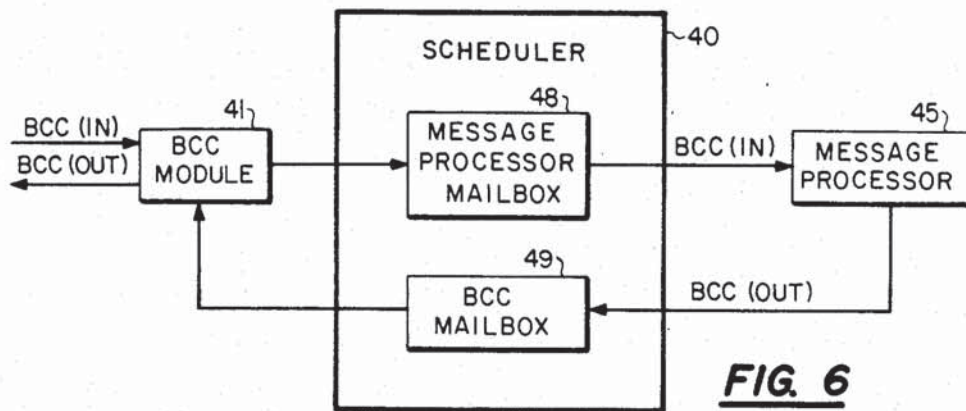 SCHEDULER
40
BCC (IN)
BCC (OUT)
41
BCC
MODULE
48
MESSAGE
PROCESSOR
MAILBOX
BCC (IN)
45
MESSAGE
PROCESSOR
49
BCC
MAILBOX
BCC (OUT)
FIG. 6